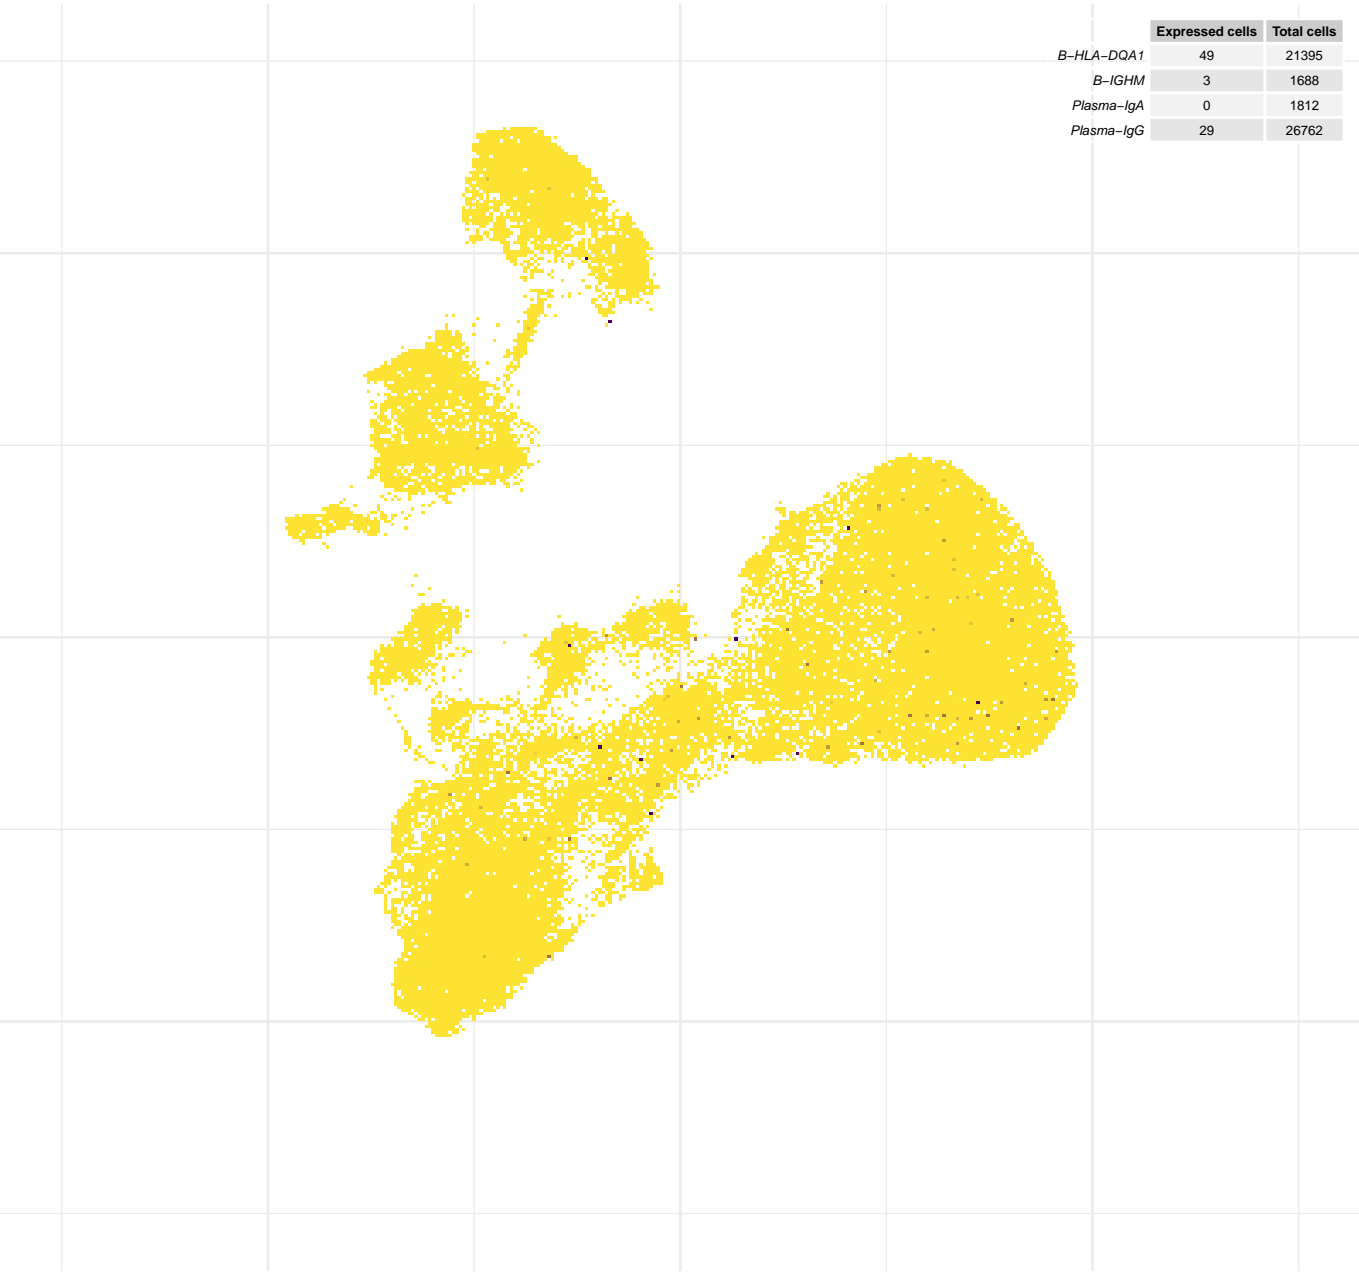 Expressed cells Total cells
B−HLA−DQA1 49 21395
B−IGHM 3 1688
Plasma−IgA 0 1812
Plasma−IgG 29 26762